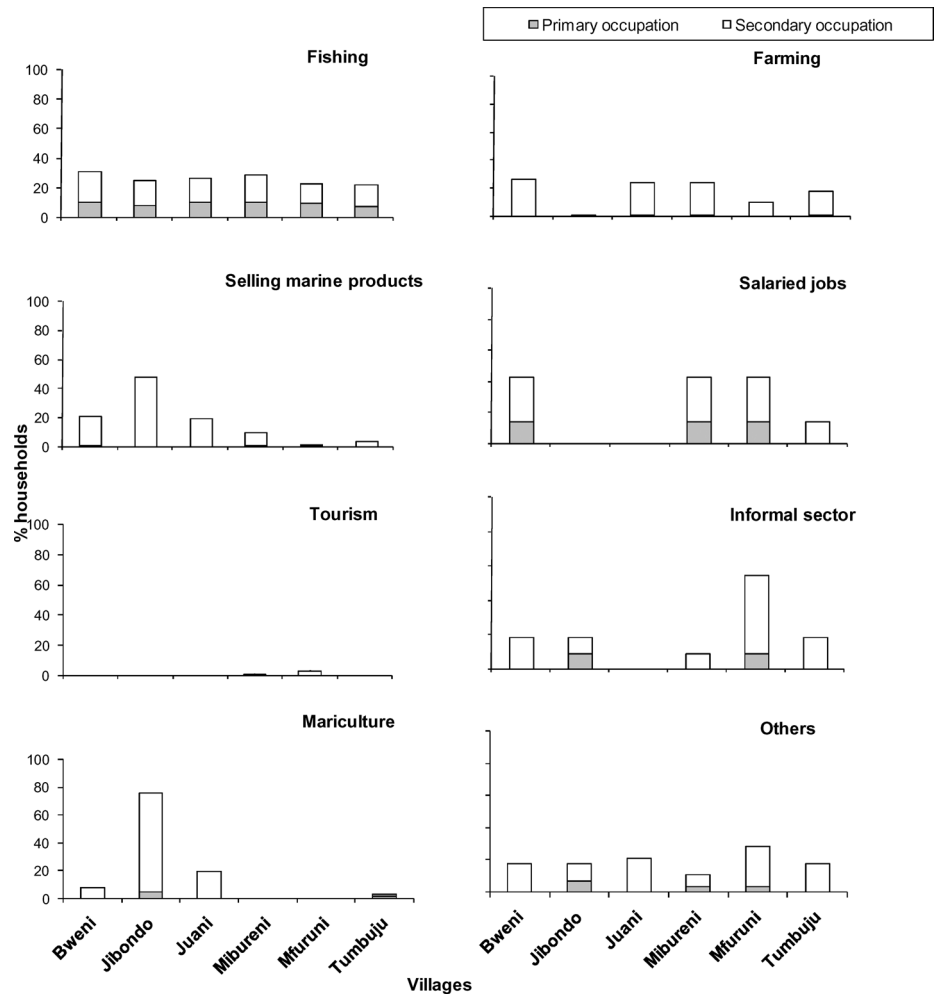 Primary occupation Secondary occupation
Fishing
100
80
60
40
20
0
Farming
Selling marine products
100
80
60
40
20
0
Salaried jobs
% households
Tourism
100
80
60
40
20
0
Informal sector
Mariculture
100
80
60
40
20
0
Bweni Jibondo Juani Mibureni Mfuruni Tumbuju
Others
Bweni Jibondo Juani Mibureni Mfuruni Tumbuju
Villages